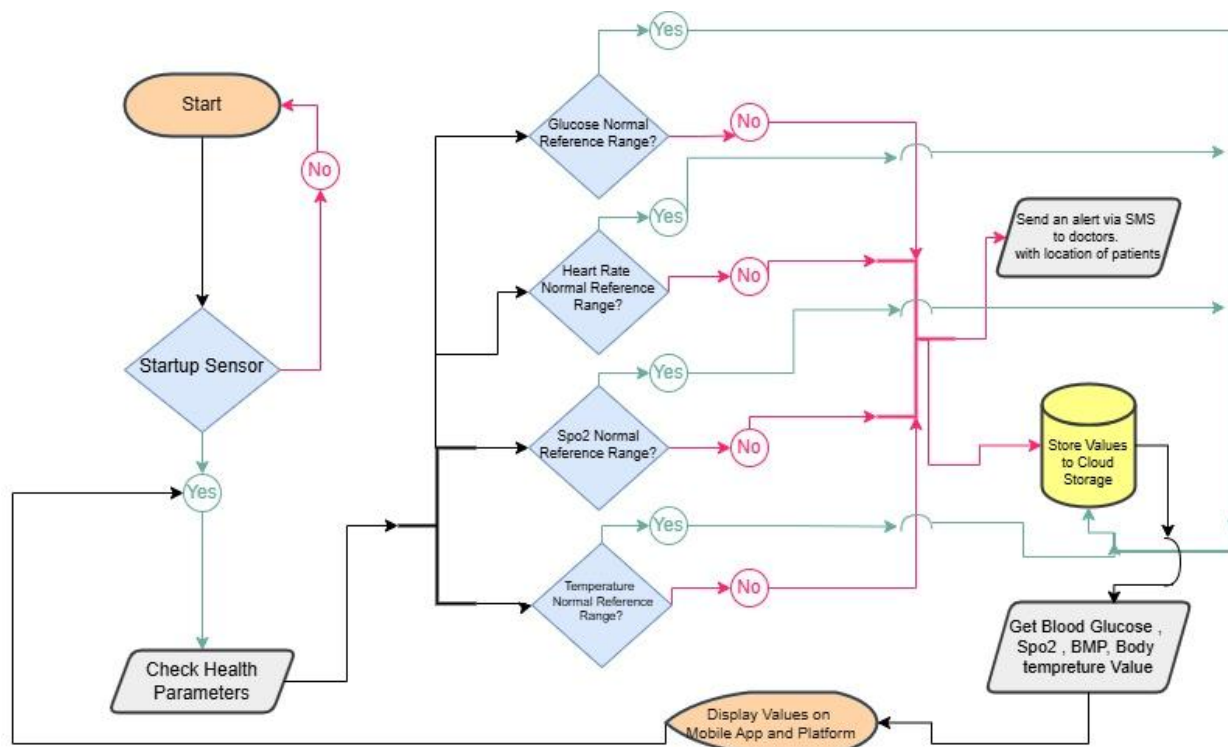 Start
No
Startup Sensor
Yes
Check Health
Parameters
Yes
Glucose Normal
Reference Range?
No
Yes
Heart Rate
Normal Reference
Range?
No
Yes
Spo2 Normal
Reference Range?
No
Yes
Temperature
Normal Reference
Range?
No
Send an alert via SMS
to doctors.
with location of patients
Store Values
to Cloud
Storage
Get Blood Glucose ,
Spo2 , BMP, Body
tempreture Value
Display Values on
Mobile App and Platform